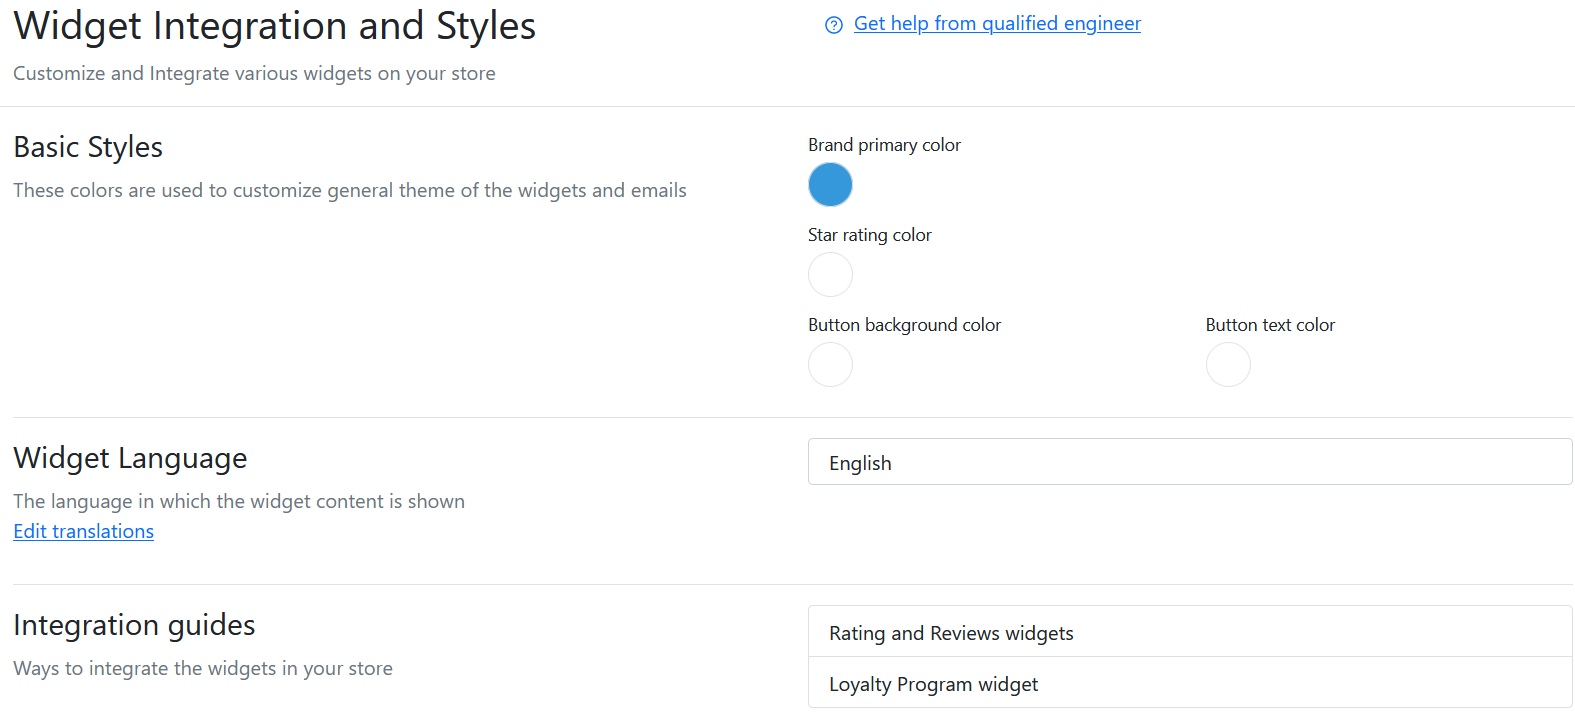 Widget Integration and Styles
Get help from qualified engineer
Customize and Integrate various widgets on your store
Basic Styles
These colors are used to customize general theme of the widgets and emails
Brand primary color
Star rating color
Button background color
Button text color
Widget Language
The language in which the widget content is shown
Edit translations
English
Integration guides
Ways to integrate the widgets in your store
Rating and Reviews widgets
Loyalty Program widget